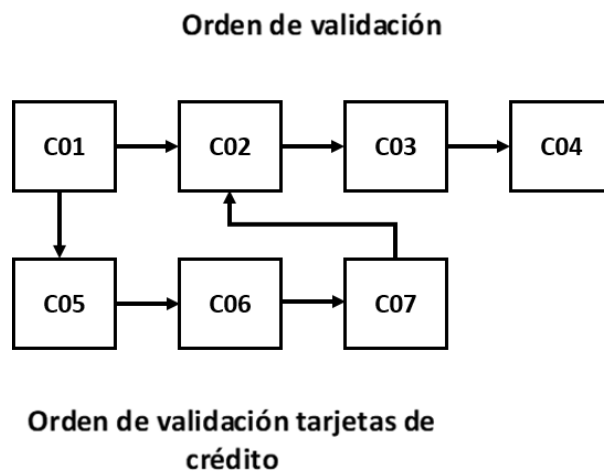 Orden de validación
C01
C02
C03
C04
C05
C06
C07
Orden de validación tarjetas de
crédito